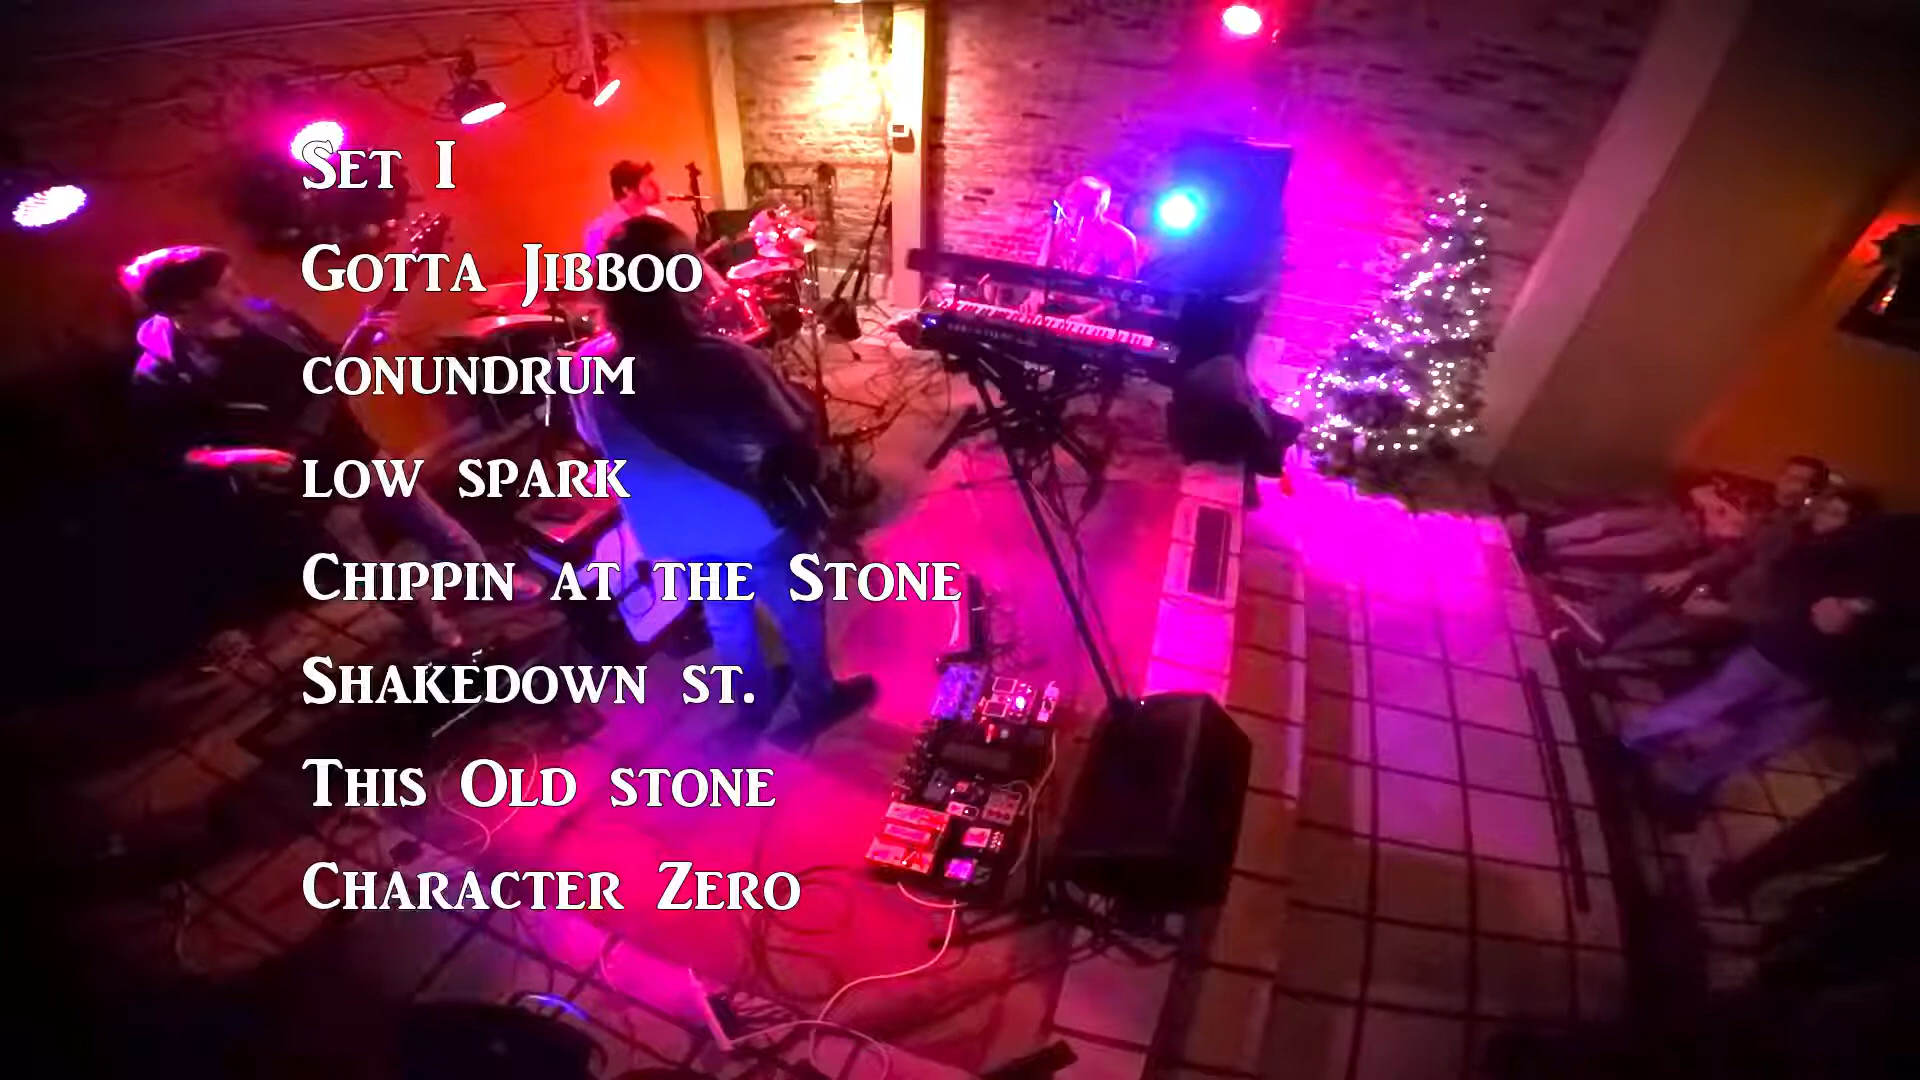 Set I
Gotta Jibboo
conundrum
low spark
Chippin at the Stone
Shakedown st.
This Old stone
Character Zero